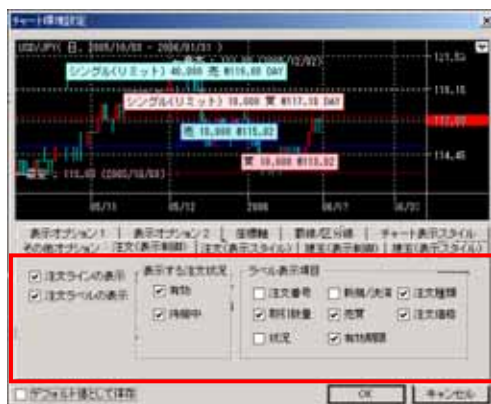 チャート環境設定
USD/JPY( 日, 2005/10/03 - 2006/01/31 )
シングル(リミット) 40,000 売 @119.00 DAY
シングル(リミット) 10,000 買 @117.10 DAY
売 10,000 @115.02
買 10,000 @113.02
114.45
05/11 05/12 2006
表示オプション1 表示オプション2 座標軸 罫線/区分線 チャート表示スタイル
その他オプション 注文(表示制御) 注文(表示スタイル) 建玉(表示制御) 建玉(表示スタイル)
注文ラインの表示
注文ラベルの表示
表示する注文状況
有効
待機中
ラベル表示項目
注文番号 新規/決済 注文種類
取引数量 売買 注文価格
状況 有効期限
デフォルト値として保存
OK キャンセル